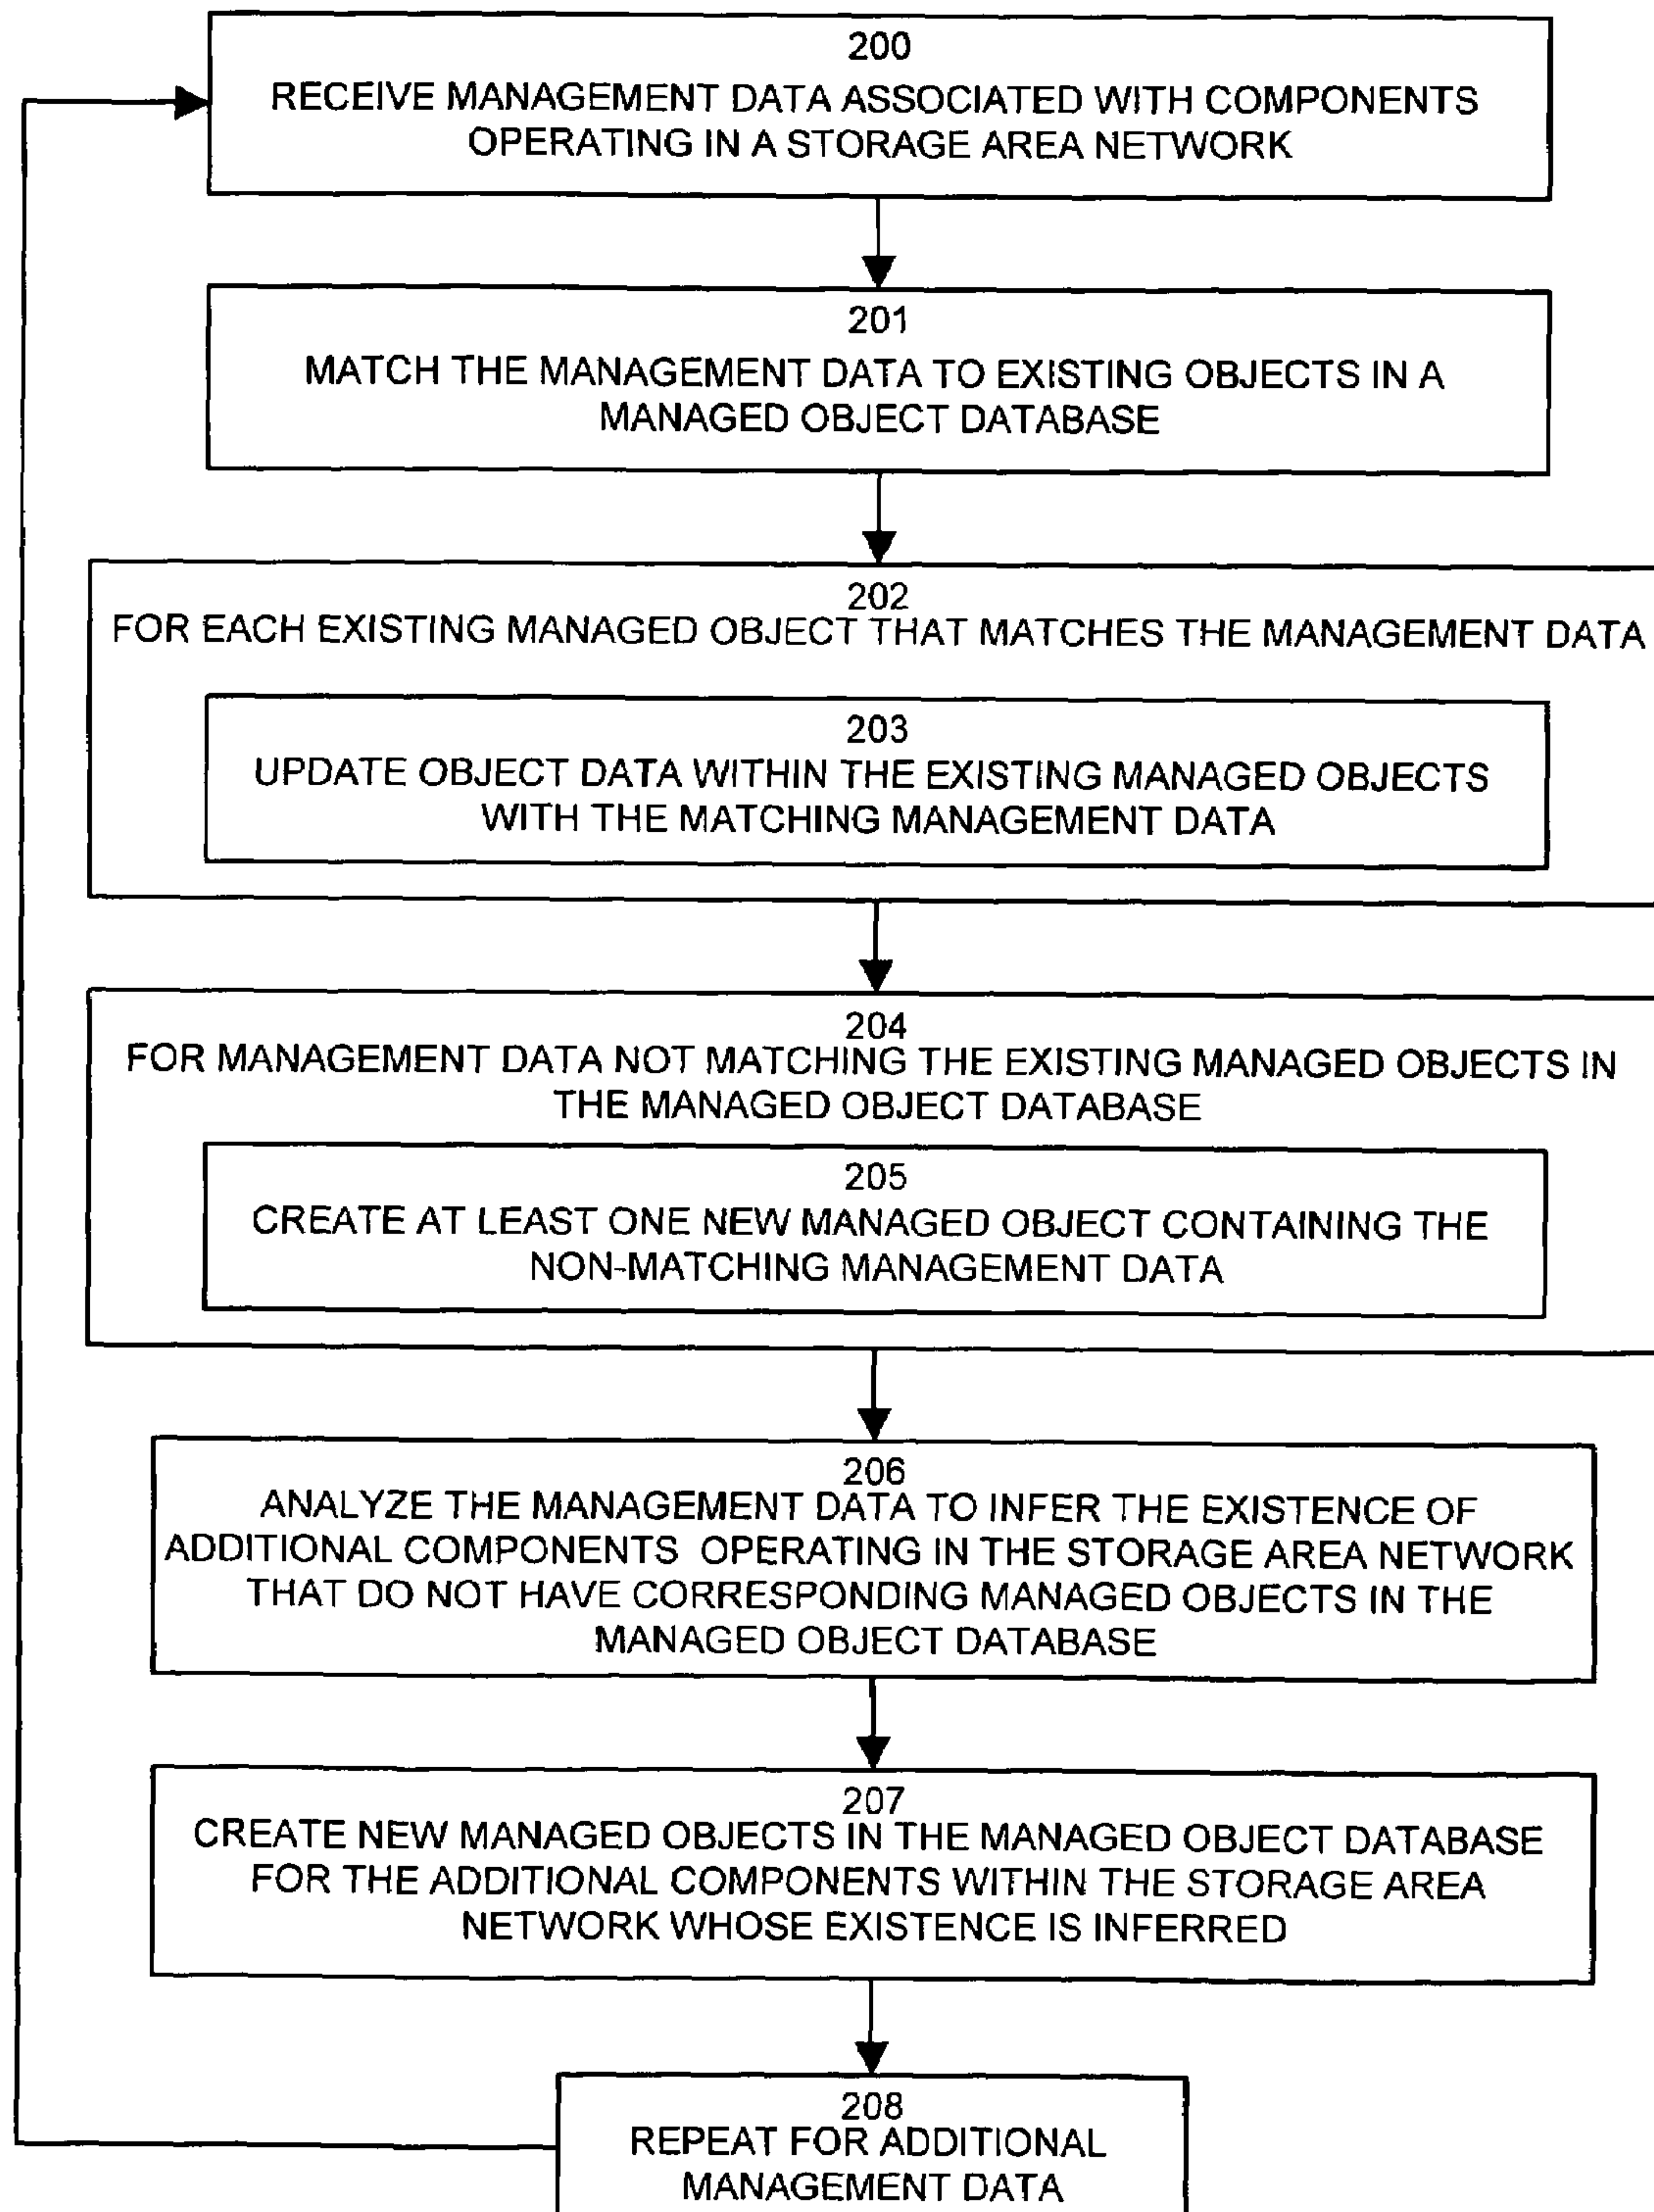 200
RECEIVE MANAGEMENT DATA ASSOCIATED WITH COMPONENTS
OPERATING IN A STORAGE AREA NETWORK
201
MATCH THE MANAGEMENT DATA TO EXISTING OBJECTS IN A
MANAGED OBJECT DATABASE
202
FOR EACH EXISTING MANAGED OBJECT THAT MATCHES THE MANAGEMENT DATA
203
UPDATE OBJECT DATA WITHIN THE EXISTING MANAGED OBJECTS
WITH THE MATCHING MANAGEMENT DATA
204
FOR MANAGEMENT DATA NOT MATCHING THE EXISTING MANAGED OBJECTS IN
THE MANAGED OBJECT DATABASE
205
CREATE AT LEAST ONE NEW MANAGED OBJECT CONTAINING THE
NON-MATCHING MANAGEMENT DATA
206
ANALYZE THE MANAGEMENT DATA TO INFER THE EXISTENCE OF
ADDITIONAL COMPONENTS OPERATING IN THE STORAGE AREA NETWORK
THAT DO NOT HAVE CORRESPONDING MANAGED OBJECTS IN THE
MANAGED OBJECT DATABASE
207
CREATE NEW MANAGED OBJECTS IN THE MANAGED OBJECT DATABASE
FOR THE ADDITIONAL COMPONENTS WITHIN THE STORAGE AREA
NETWORK WHOSE EXISTENCE IS INFERRED
208
REPEAT FOR ADDITIONAL
MANAGEMENT DATA